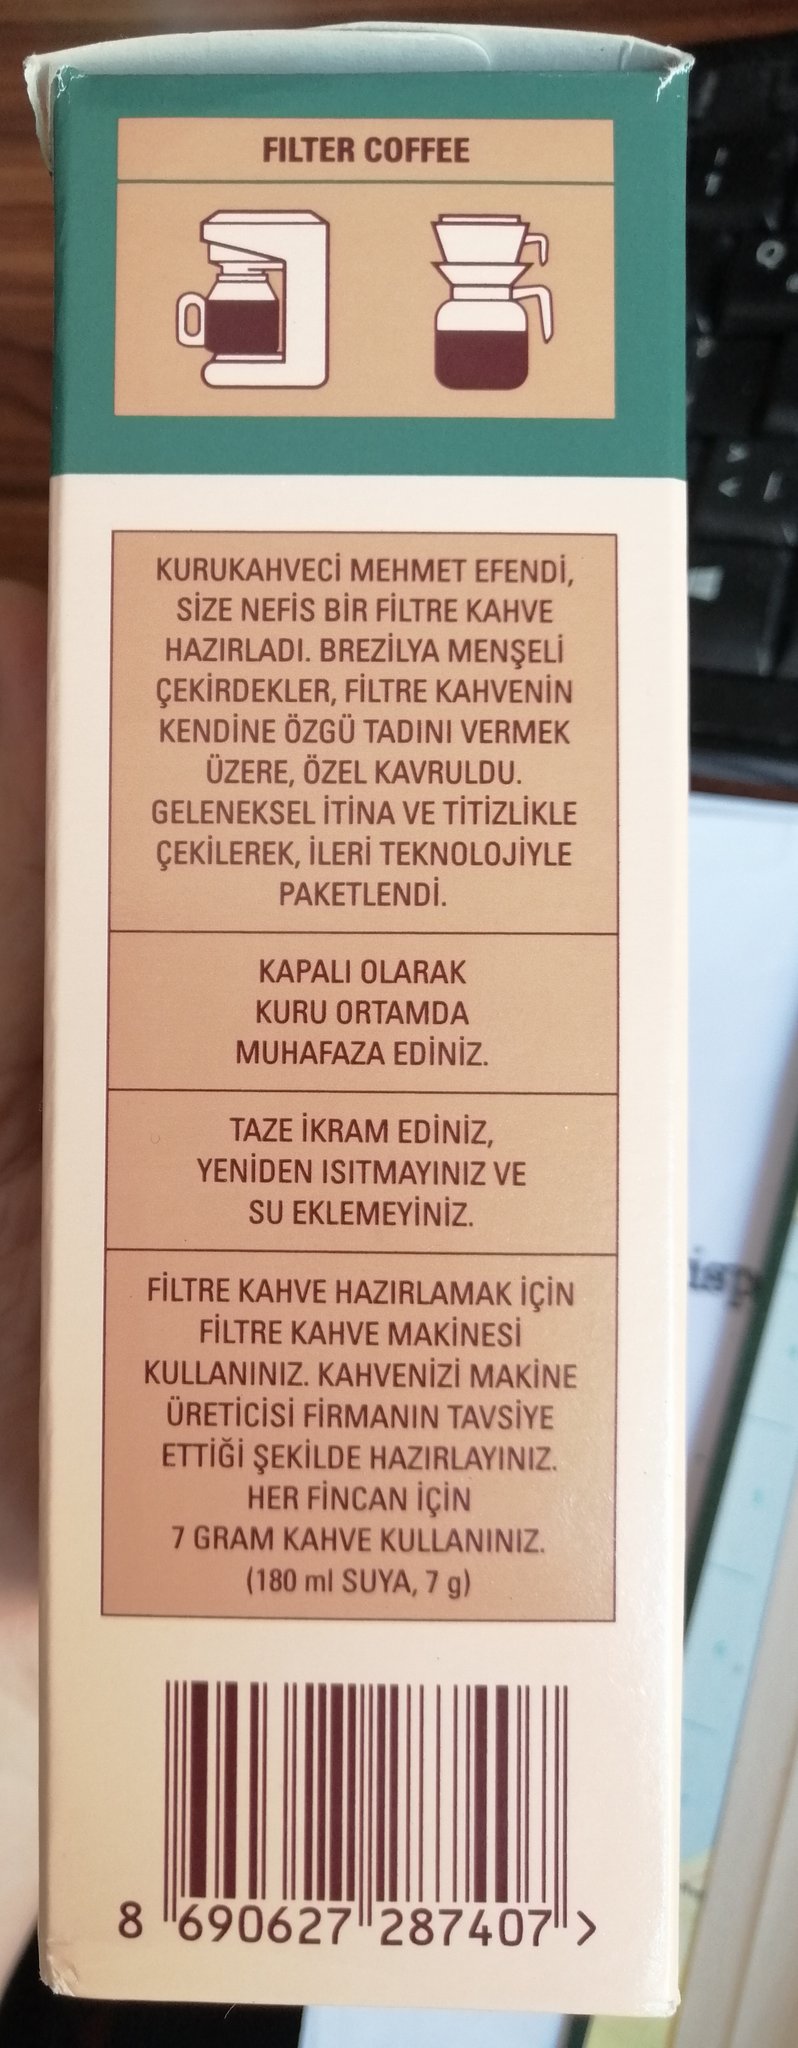 FILTER COFFEE
KURUKAHVECİ MEHMET EFENDİ,
SİZE NEFİS BİR FİLTRE KAHVE
HAZIRLADI. BREZİLYA MENŞELİ
ÇEKİRDEKLER, FİLTRE KAHVENİN
KENDİNE ÖZGÜ TADINI VERMEK
ÜZERE, ÖZEL KAVRULDU.
GELENEKSEL İTİNA VE TİTİZLİKLE
ÇEKİLEREK, İLERİ TEKNOLOJİYLE
PAKETLENDİ.
KAPALI OLARAK
KURU ORTAMDA
MUHAFAZA EDİNİZ.
TAZE İKRAM EDİNİZ,
YENİDEN ISITMAYINIZ VE
SU EKLEMEYİNİZ.
FİLTRE KAHVE HAZIRLAMAK İÇİN
FİLTRE KAHVE MAKİNESİ
KULLANINIZ. KAHVENİZİ MAKİNE
ÜRETİCİSİ FİRMANIN TAVSİYE
ETTİĞİ ŞEKİLDE HAZIRLAYINIZ.
HER FİNCAN İÇİN
7 GRAM KAHVE KULLANINIZ.
(180 ml SUYA, 7 g)
8 690627 287407 >